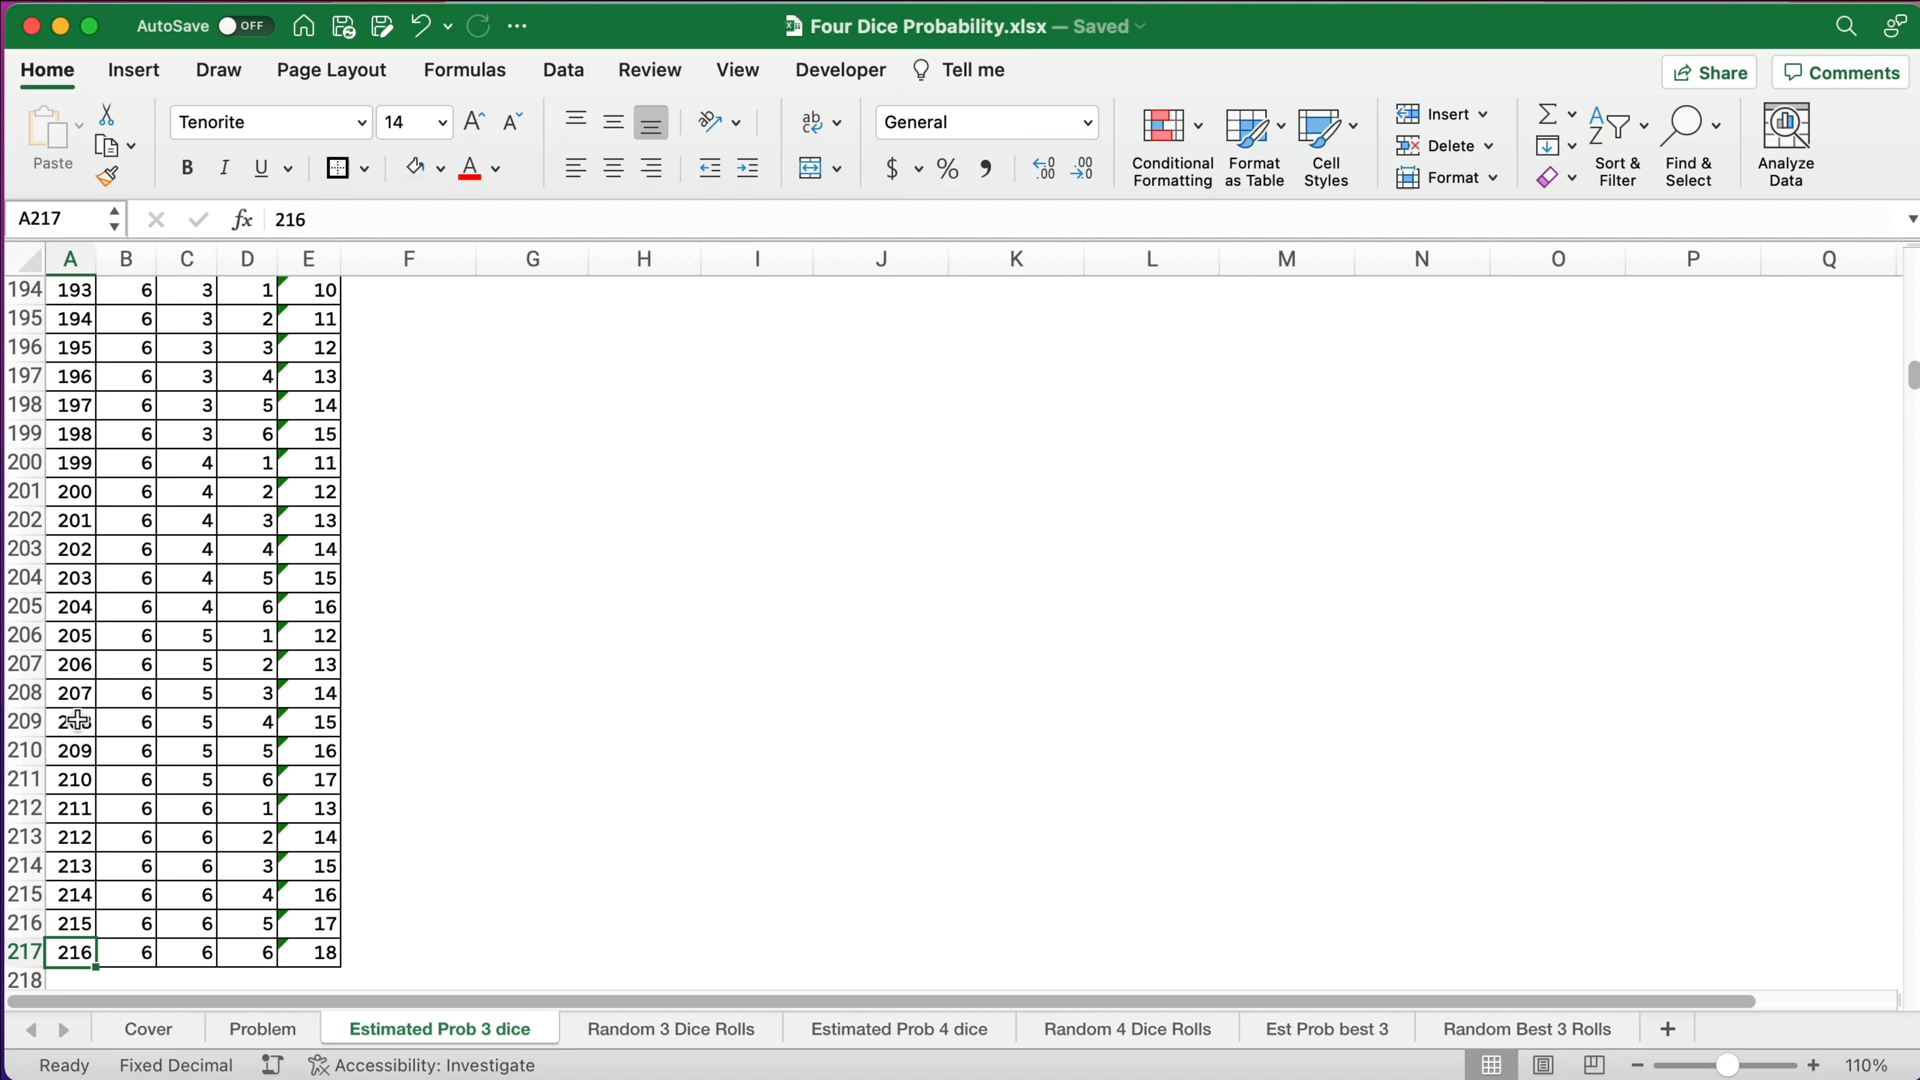 AutoSave OFF Four Dice Probability.xlsx — Saved
Home Insert Draw Page Layout Formulas Data Review View Developer Tell me Share Comments
Paste Tenorite 14 General Conditional Formatting Format as Table Cell Styles Insert Delete Format Sort & Filter Find & Select Analyze Data
A217 fx 216
A B C D E F G H I J K L M N O P Q
194 193 6 3 1 10
195 194 6 3 2 11
196 195 6 3 3 12
197 196 6 3 4 13
198 197 6 3 5 14
199 198 6 3 6 15
200 199 6 4 1 11
201 200 6 4 2 12
202 201 6 4 3 13
203 202 6 4 4 14
204 203 6 4 5 15
205 204 6 4 6 16
206 205 6 5 1 12
207 206 6 5 2 13
208 207 6 5 3 14
209 6 5 4 15
210 209 6 5 5 16
211 210 6 5 6 17
212 211 6 6 1 13
213 212 6 6 2 14
214 213 6 6 3 15
215 214 6 6 4 16
216 215 6 6 5 17
217 216 6 6 6 18
218
Cover Problem Estimated Prob 3 dice Random 3 Dice Rolls Estimated Prob 4 dice Random 4 Dice Rolls Est Prob best 3 Random Best 3 Rolls
Ready Fixed Decimal Accessibility: Investigate 110%